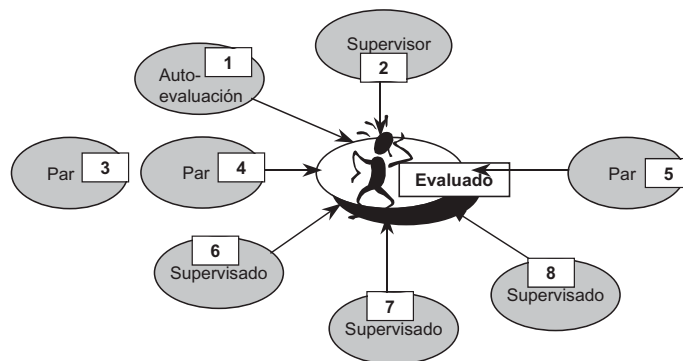 1
Auto-
evaluación
Supervisor
2
Par 3
Par 4
Evaluado
Par 5
6
Supervisado
7
Supervisado
8
Supervisado